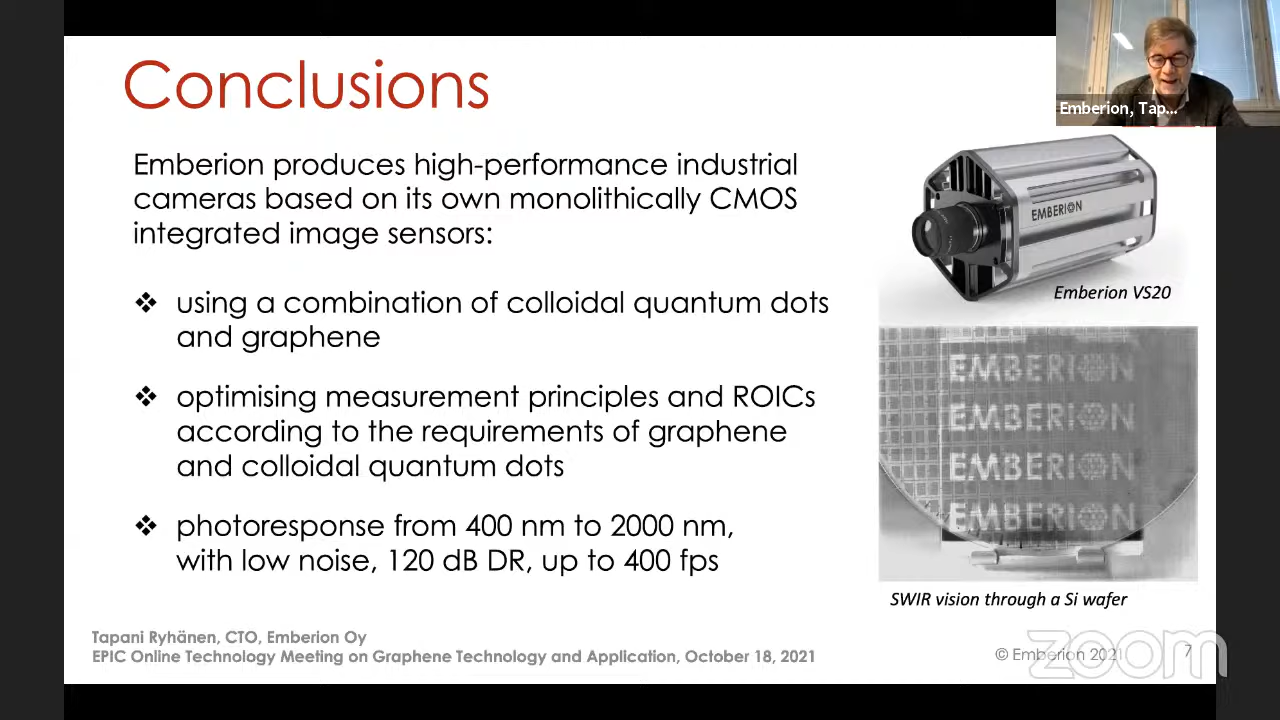 Conclusions
Emberion, Tap...
Emberion produces high-performance industrial
cameras based on its own monolithically CMOS
integrated image sensors:
❖ using a combination of colloidal quantum dots
and graphene
❖ optimising measurement principles and ROICs
according to the requirements of graphene
and colloidal quantum dots
❖ photoresponse from 400 nm to 2000 nm,
with low noise, 120 dB DR, up to 400 fps
EMBERION
Emberion VS20
EMBERION
EMBERION
EMBERION
EMBERION
SWIR vision through a Si wafer
Tapani Ryhänen, CTO, Emberion Oy
EPIC Online Technology Meeting on Graphene Technology and Application, October 18, 2021
© Emberion 2021
7
zoom